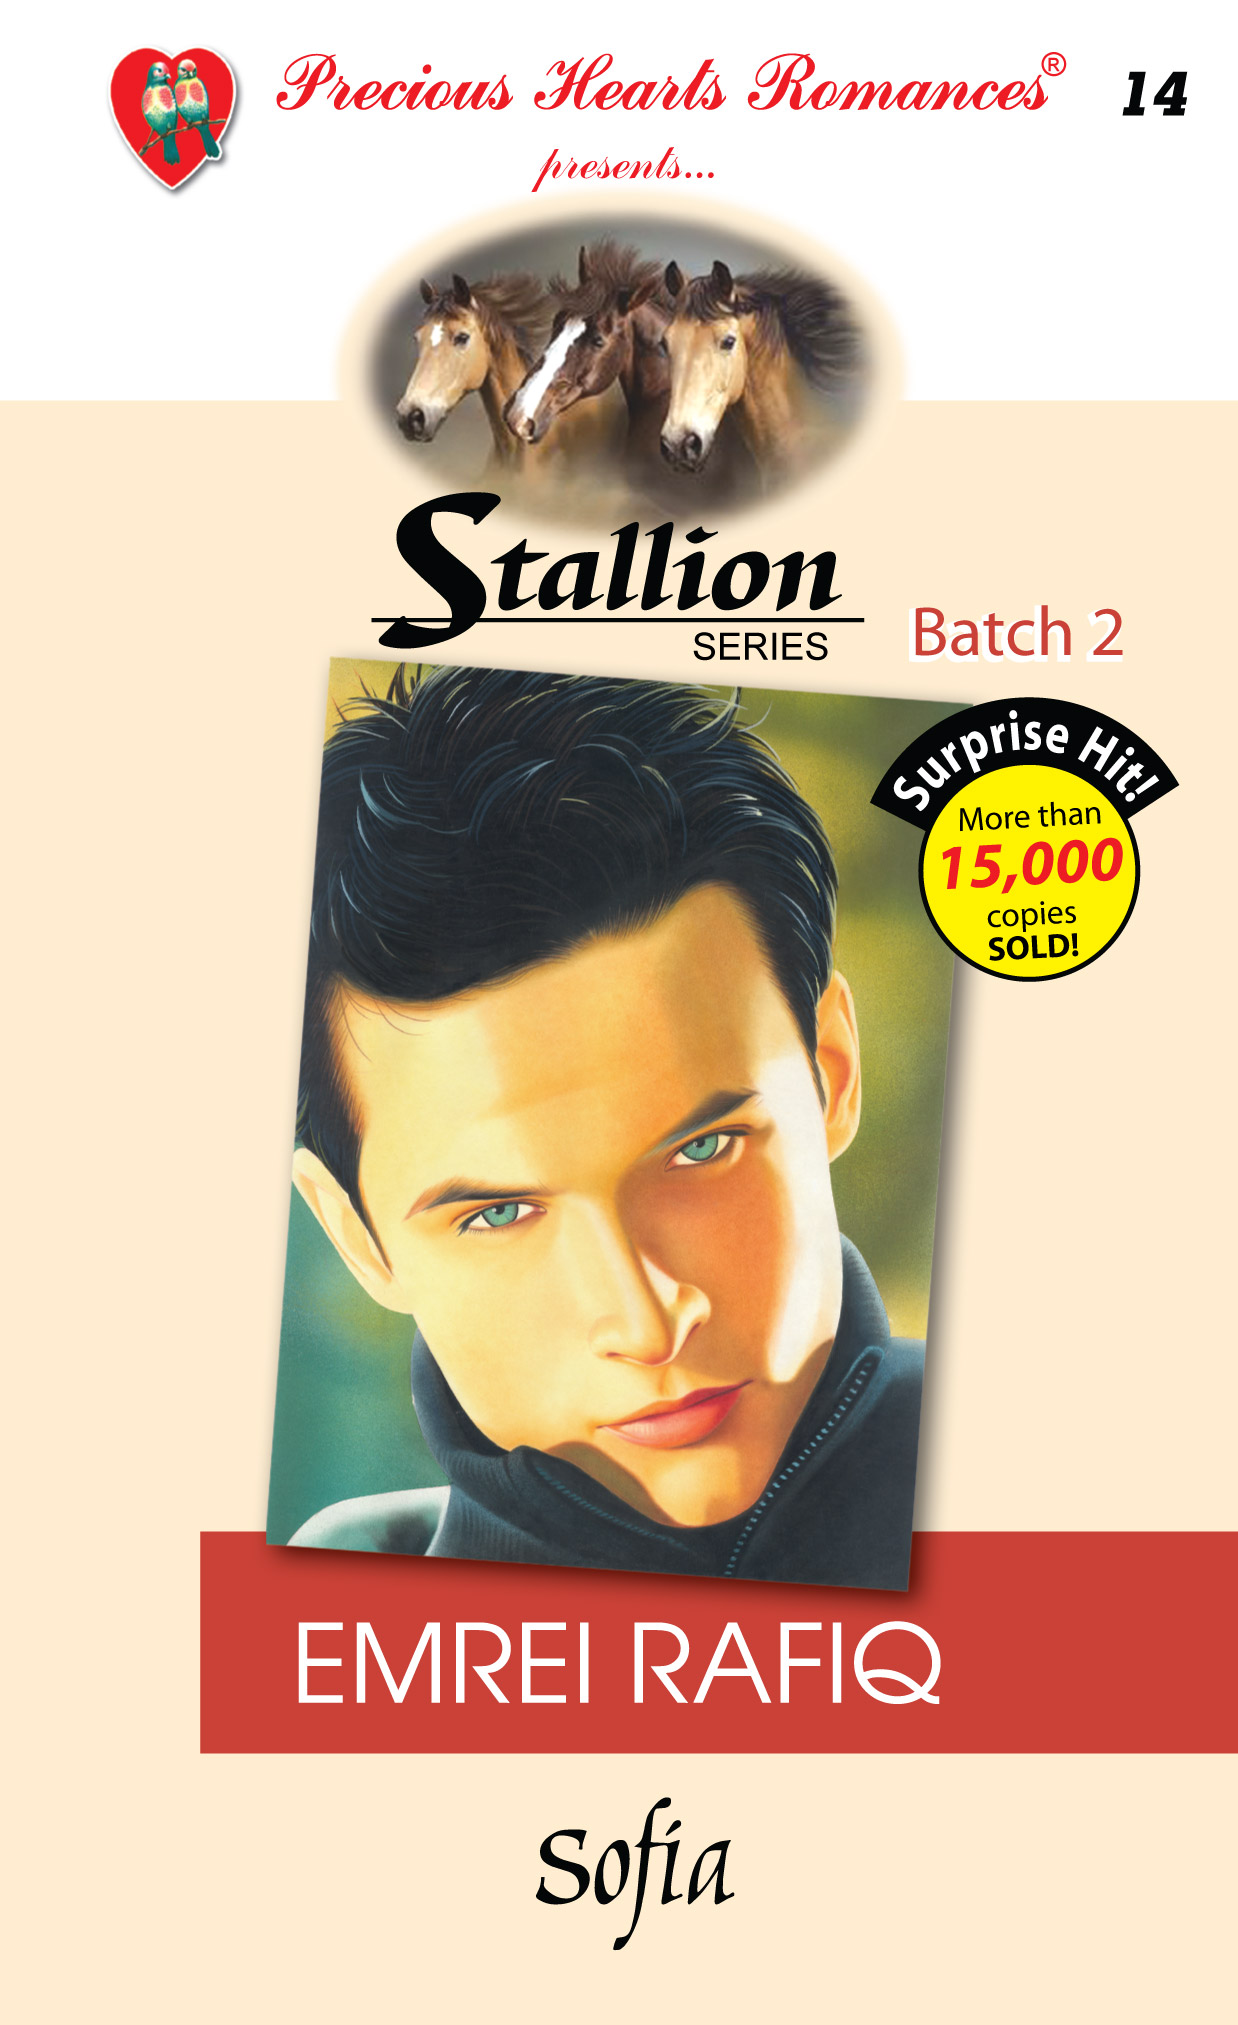 Precious Hearts Romances® 14
presents...
Stallion
SERIES
Batch 2
Surprise Hit!
More than
15,000
copies
SOLD!
EMREI RAFIQ
Sofia